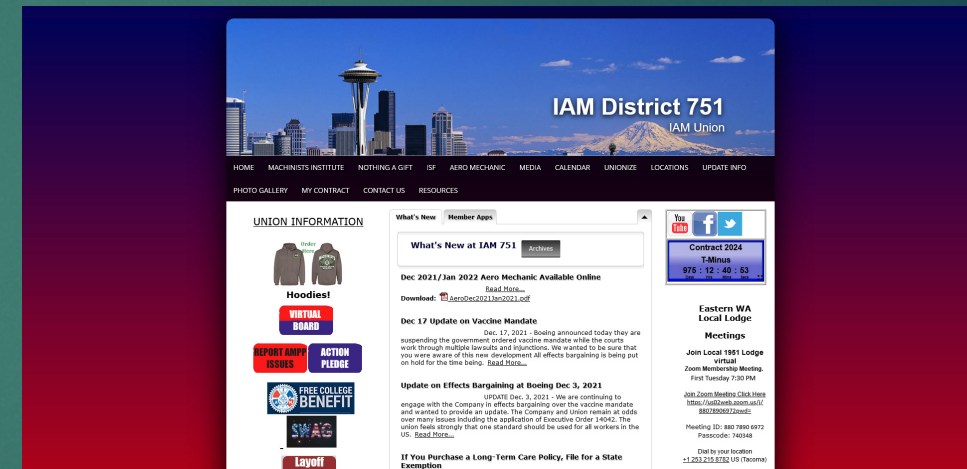 IAM District 751
IAM Union
HOME MACHINISTS INSTITUTE NOTHING A GIFT ISF AERO MECHANIC MEDIA CALENDAR UNIONIZE LOCATIONS UPDATE INFO
PHOTO GALLERY MY CONTRACT CONTACT US RESOURCES
UNION INFORMATION
Order
Hoodies!
VIRTUAL
BOARD
REPORT AMPP
ISSUES
ACTION
PLEDGE
FREE COLLEGE
BENEFIT
SWAG
Layoff
What's New Member Apps
What's New at IAM 751 Archives
Dec 2021/Jan 2022 Aero Mechanic Available Online
Read More...
Download: AeroDec2021Jan2021.pdf
Dec 17 Update on Vaccine Mandate
Dec. 17, 2021 - Boeing announced today they are
suspending the government ordered vaccine mandate while the courts
work through multiple lawsuits and injunctions. We wanted to be sure that
you were aware of this new development All effects bargaining is being put
on hold for the time being. Read More...
Update on Effects Bargaining at Boeing Dec 3, 2021
UPDATE Dec. 3, 2021 - We are continuing to
engage with the Company in effects bargaining over the vaccine mandate
and wanted to provide an update. The Company and Union remain at odds
over many issues including the application of Executive Order 14042. The
union feels strongly that one standard should be used for all workers in the
US. Read More...
If You Purchase a Long-Term Care Policy, File for a State
Exemption
You
Tube
Contract 2024
T-Minus
975 : 12 : 40 : 53
Eastern WA
Local Lodge
Meetings
Join Local 1951 Lodge
virtual
Zoom Membership Meeting.
First Tuesday 7:30 PM
Join Zoom Meeting Click Here
https://us02web.zoom.us/j/
88078906972pwd=
Meeting ID: 880 7890 6972
Passcode: 740348
Dial by your location
+1 253 215 8782 US (Tacoma)